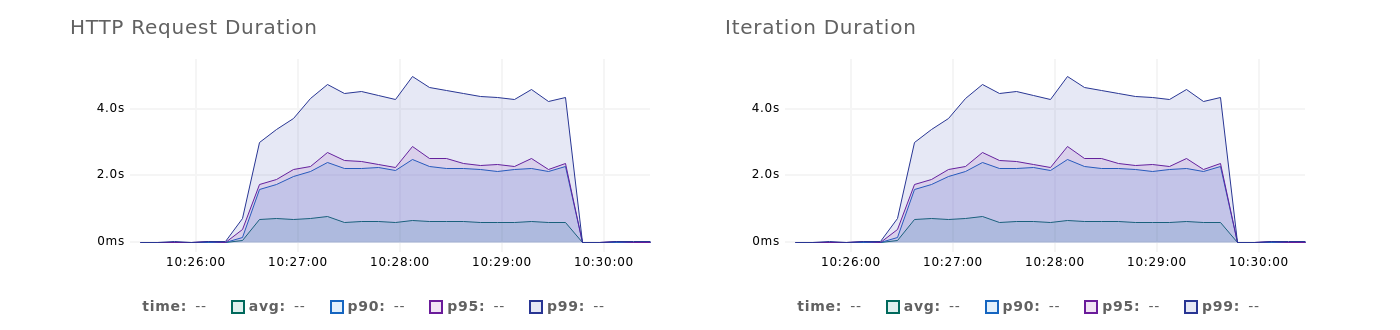 HTTP Request Duration
4.0s
2.0s
0ms
10:26:00 10:27:00 10:28:00 10:29:00 10:30:00
time: -- avg: -- p90: -- p95: -- p99: --
Iteration Duration
4.0s
2.0s
0ms
10:26:00 10:27:00 10:28:00 10:29:00 10:30:00
time: -- avg: -- p90: -- p95: -- p99: --